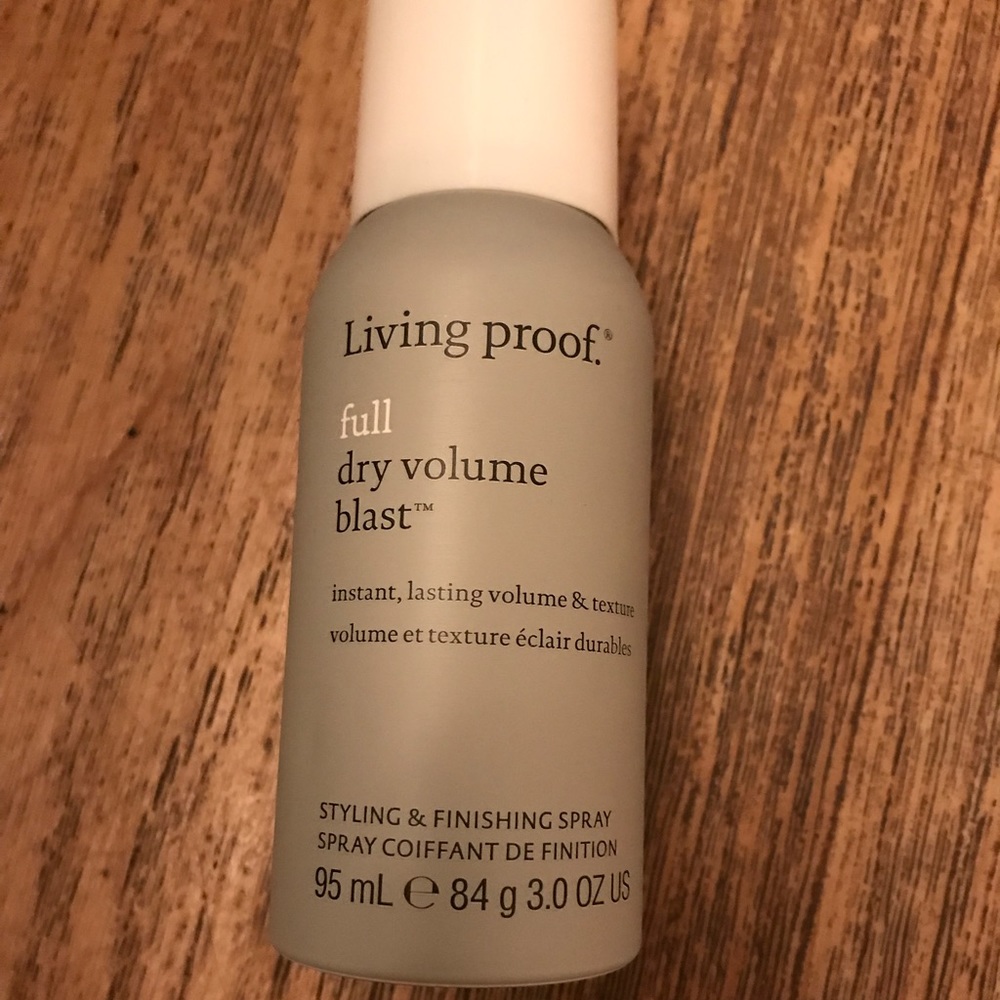 Living proof.®
full
dry volume
blast™
instant, lasting volume & texture
volume et texture éclair durables
STYLING & FINISHING SPRAY
SPRAY COIFFANT DE FINITION
95 mL ℮ 84 g 3.0 OZ US